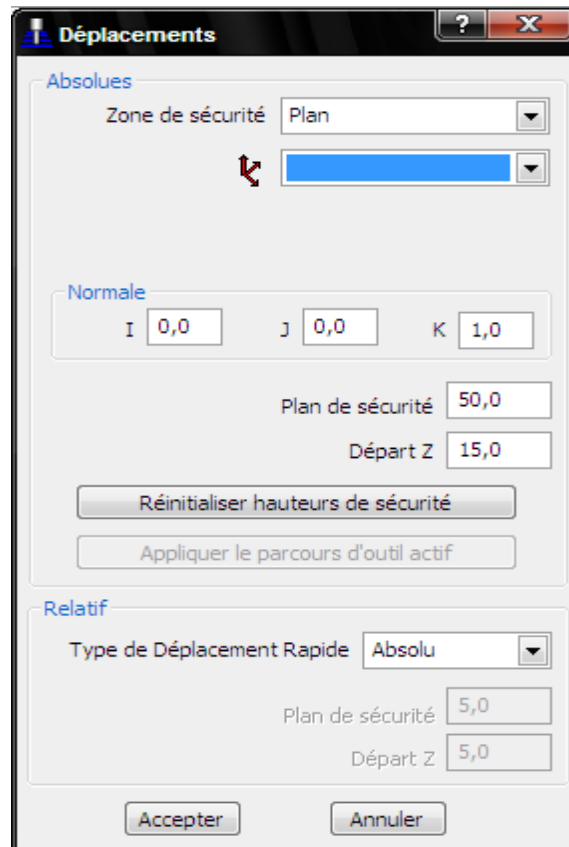 Déplacements
Absolues
Zone de sécurité Plan
Normale
I 0,0 J 0,0 K 1,0
Plan de sécurité 50,0
Départ Z 15,0
Réinitialiser hauteurs de sécurité
Appliquer le parcours d'outil actif
Relatif
Type de Déplacement Rapide Absolu
Plan de sécurité 5,0
Départ Z 5,0
Accepter Annuler